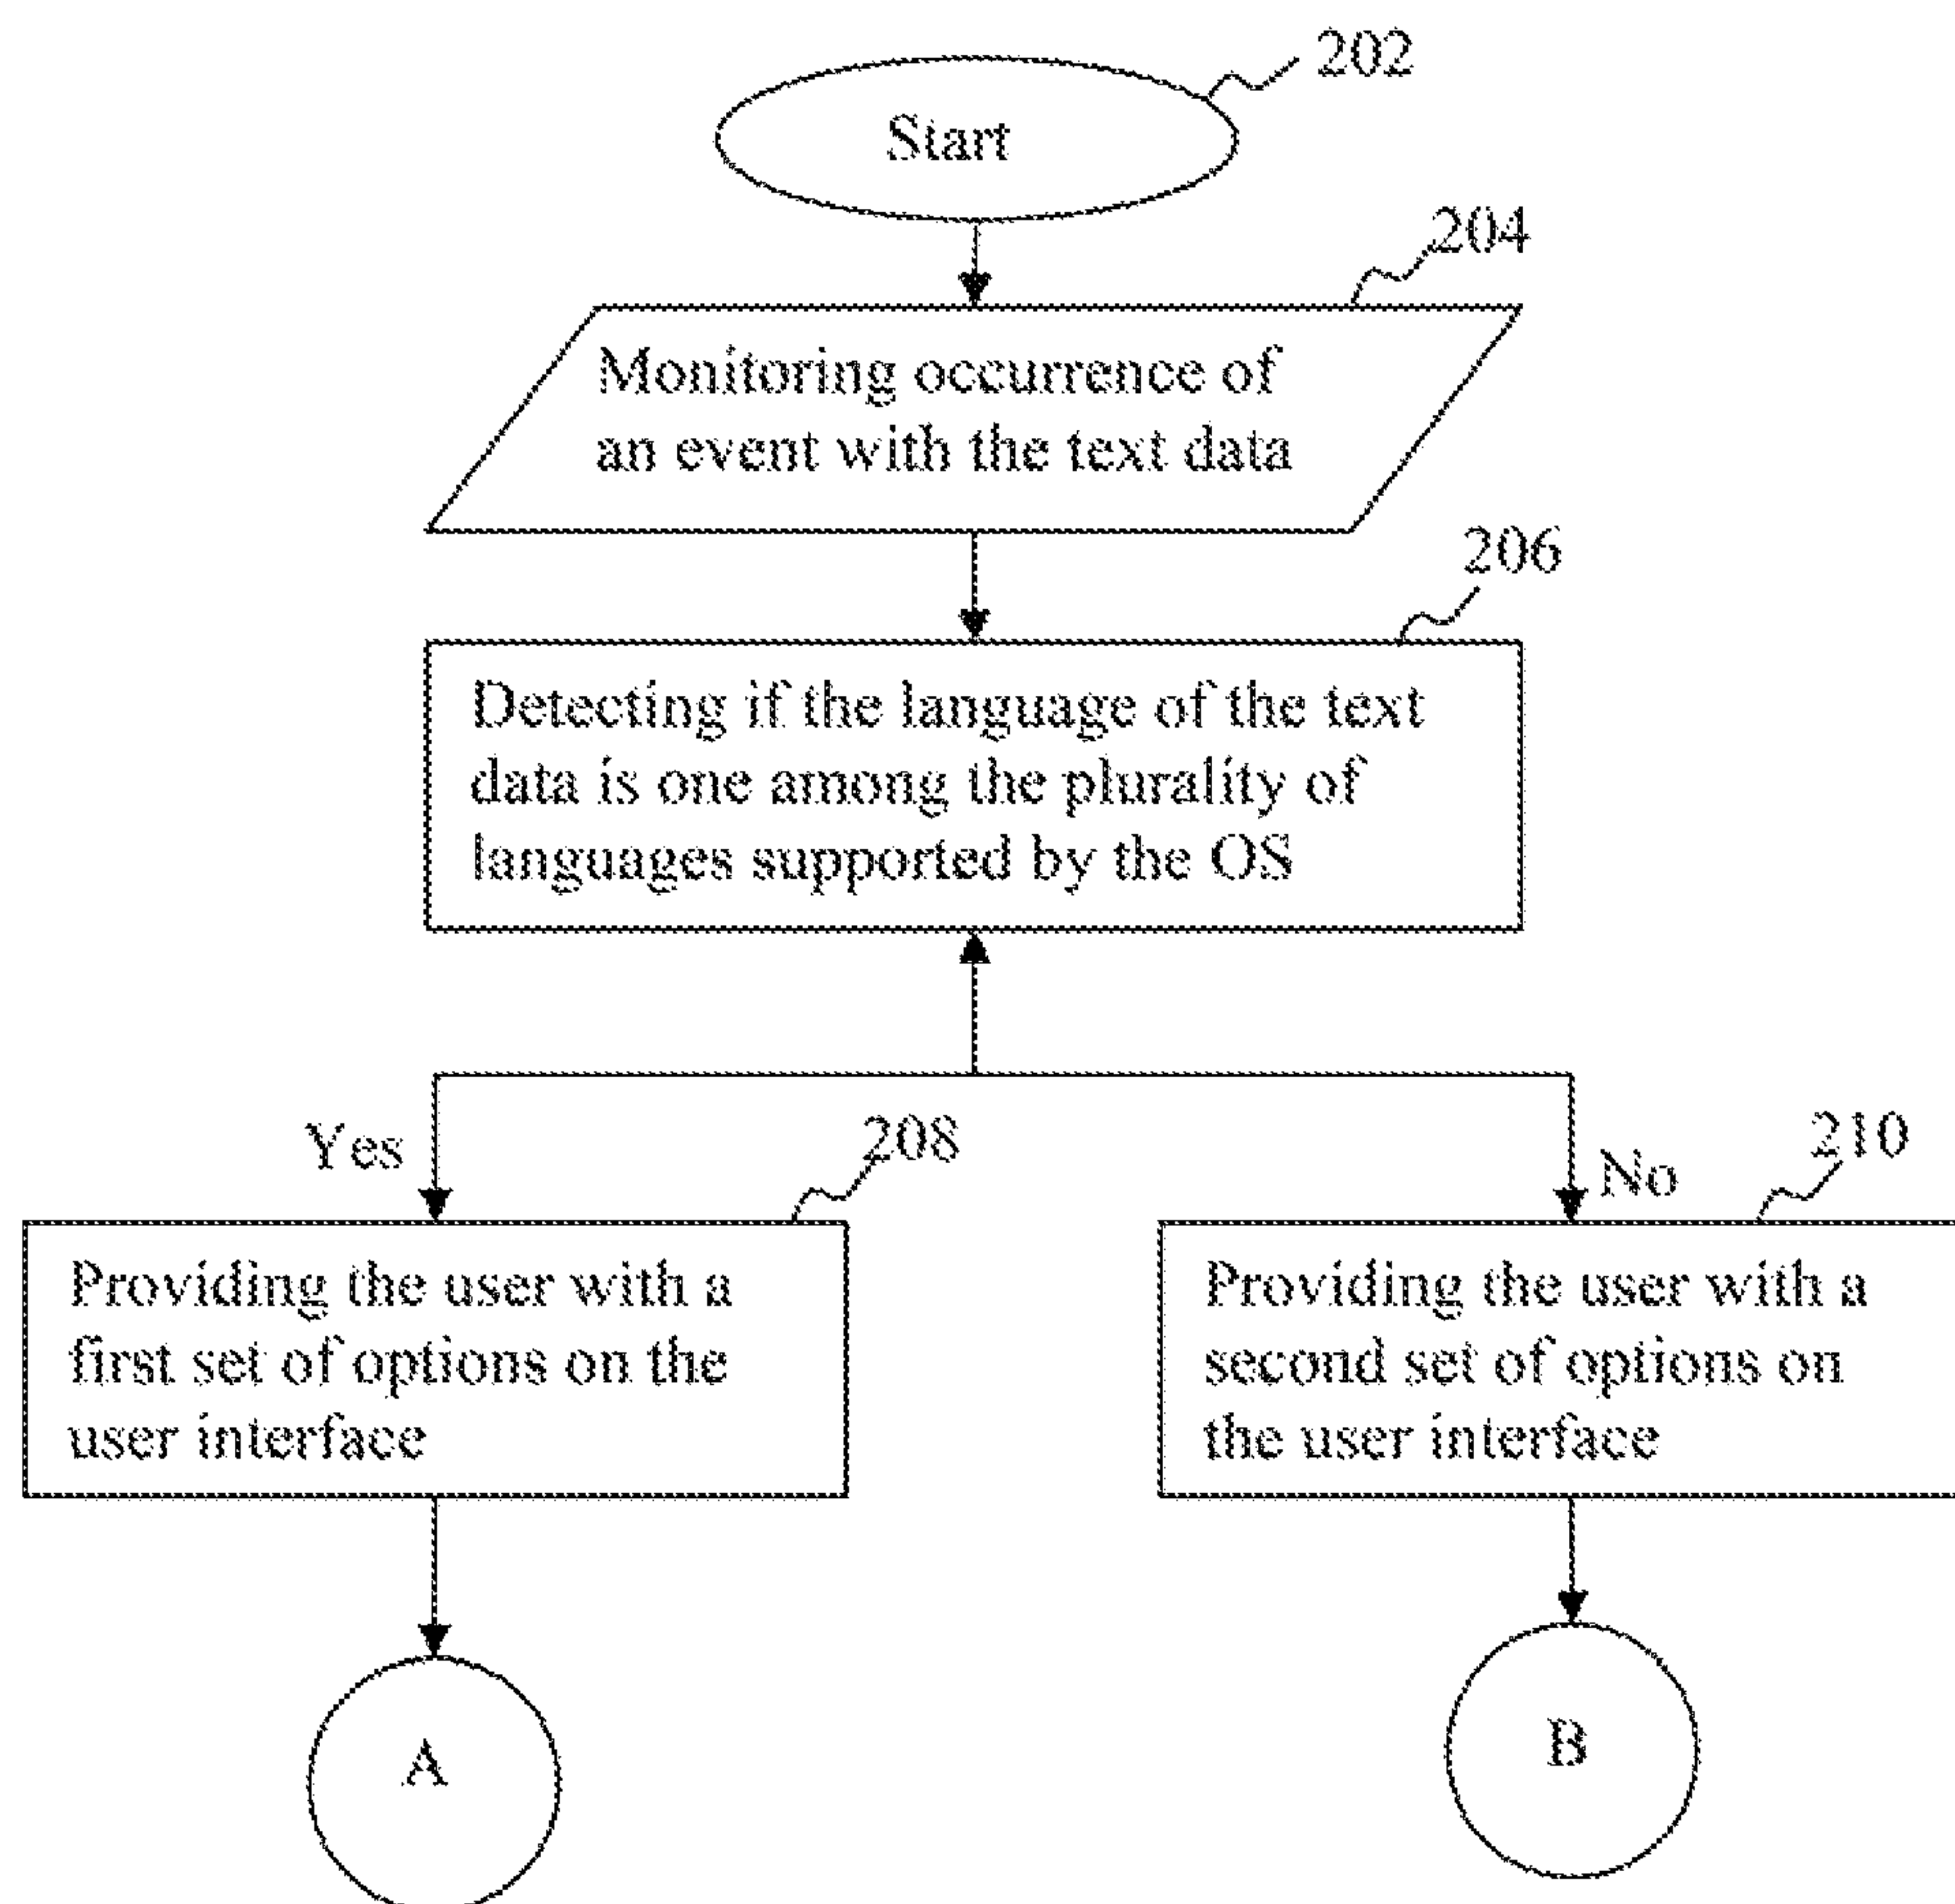 202
Start
204
Monitoring occurrence of
an event with the text data
206
Detecting if the language of the text
data is one among the plurality of
languages supported by the OS
Yes
208
No
210
Providing the user with a
first set of options on the
user interface
Providing the user with a
second set of options on
the user interface
A
B